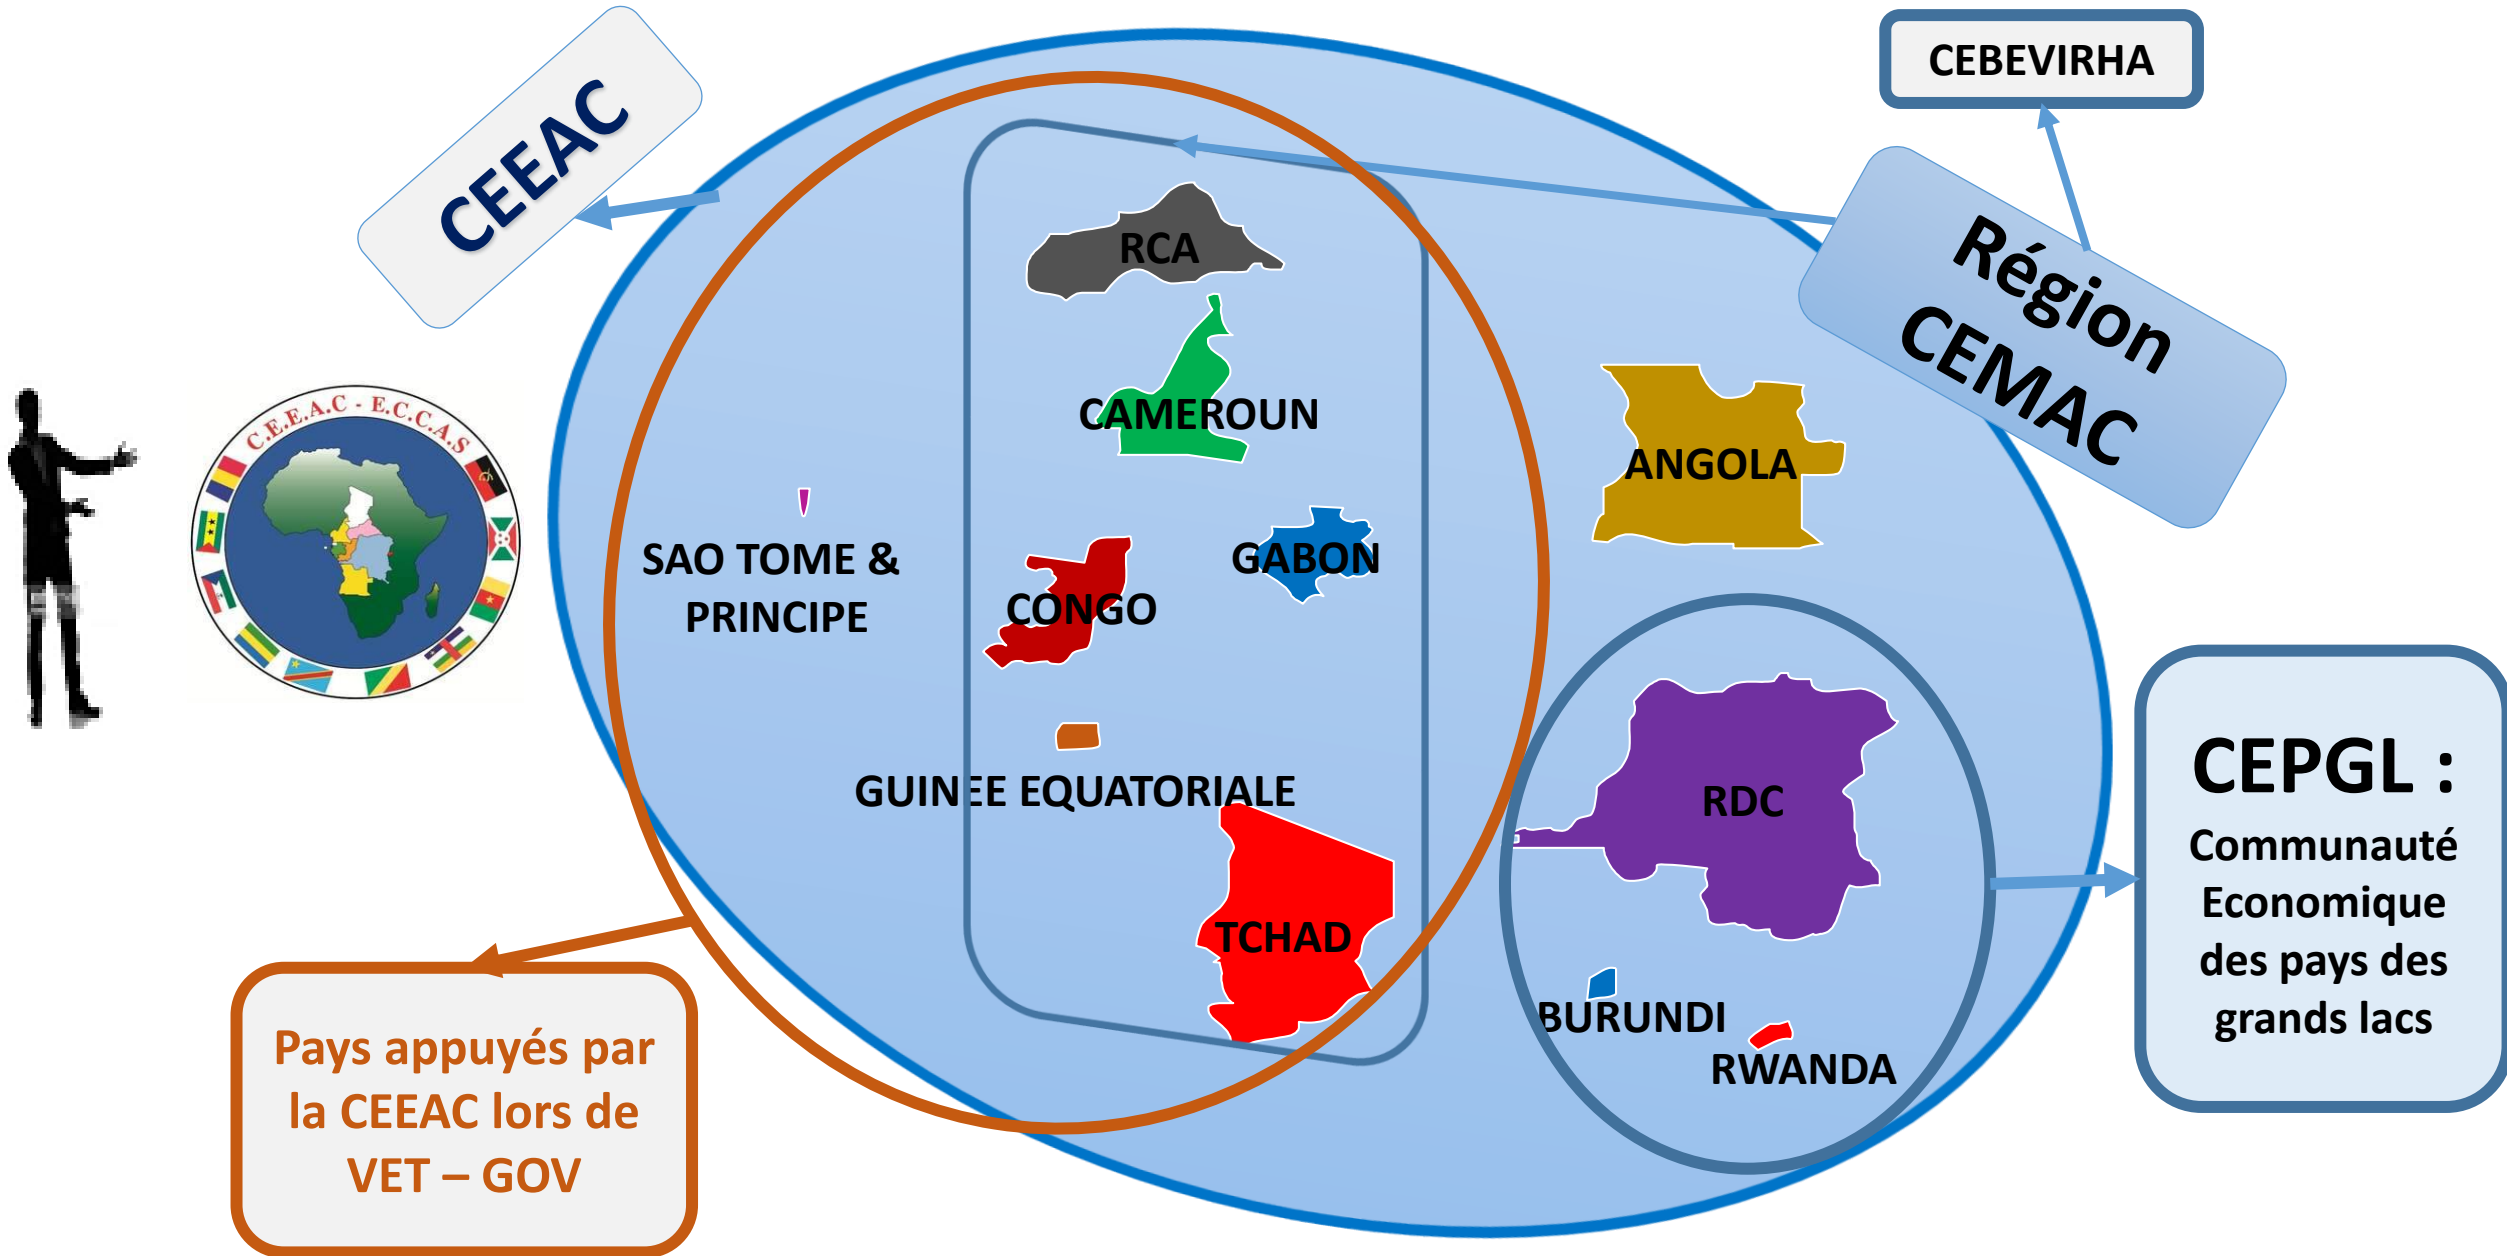 CEEAC
CEBEVIRHA
Région
CEMAC
C.E.E.A.C - E.C.C.A.S
RCA
CAMEROUN
ANGOLA
SAO TOME &
PRINCIPE
GABON
CONGO
GUINEE EQUATORIALE
TCHAD
RDC
BURUNDI
RWANDA
CEPGL :
Communauté
Economique
des pays des
grands lacs
Pays appuyés par
la CEEAC lors de
VET – GOV